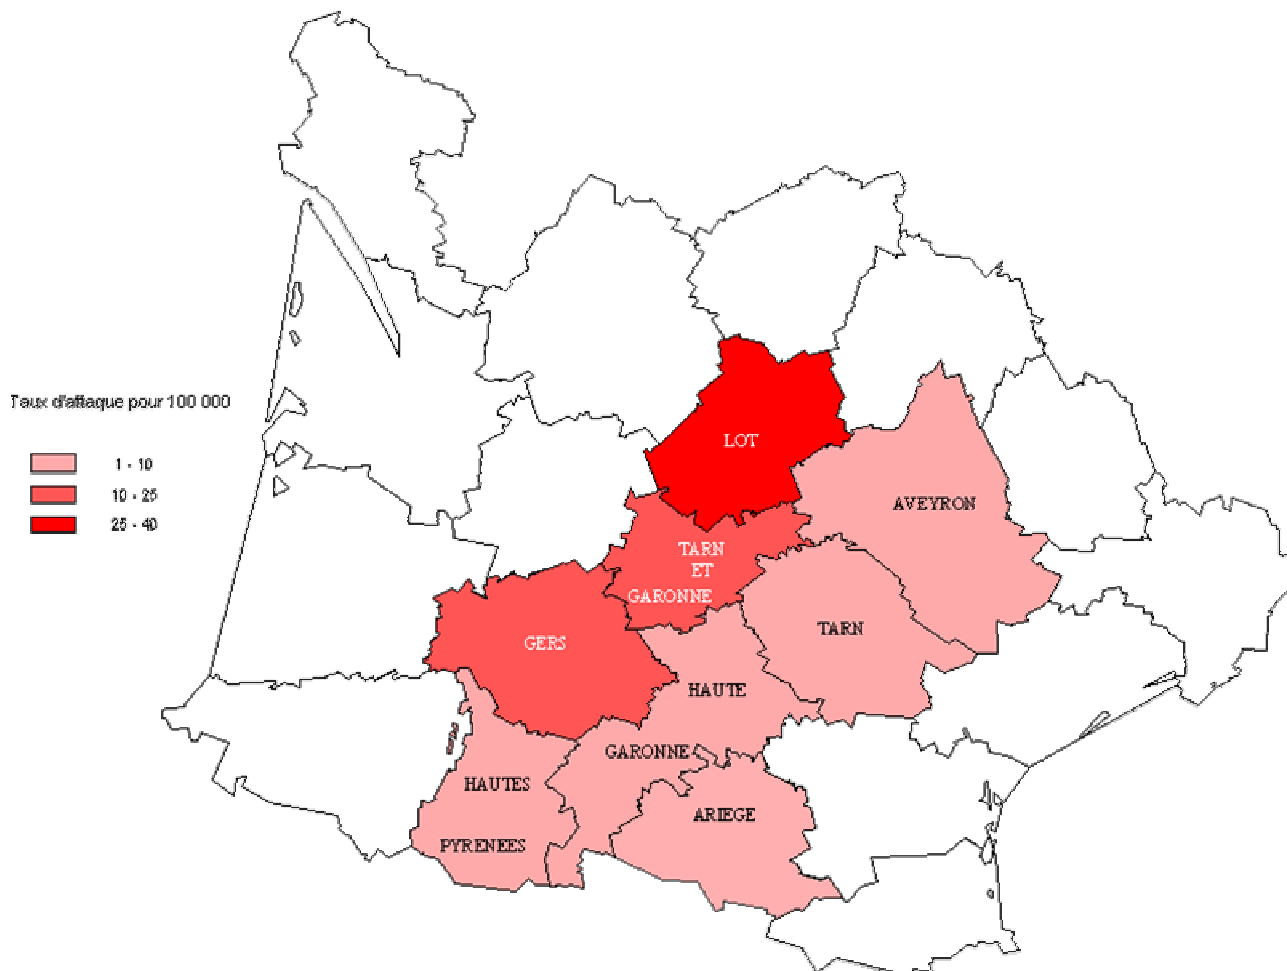 Taux d'attaque pour 100 000
1 - 10
10 - 25
25 - 40
LOT
AVEYRON
TARN
ET
GARONNE
GERS
TARN
HAUTE
GARONNE
HAUTES
PYRENEES
ARIEGE